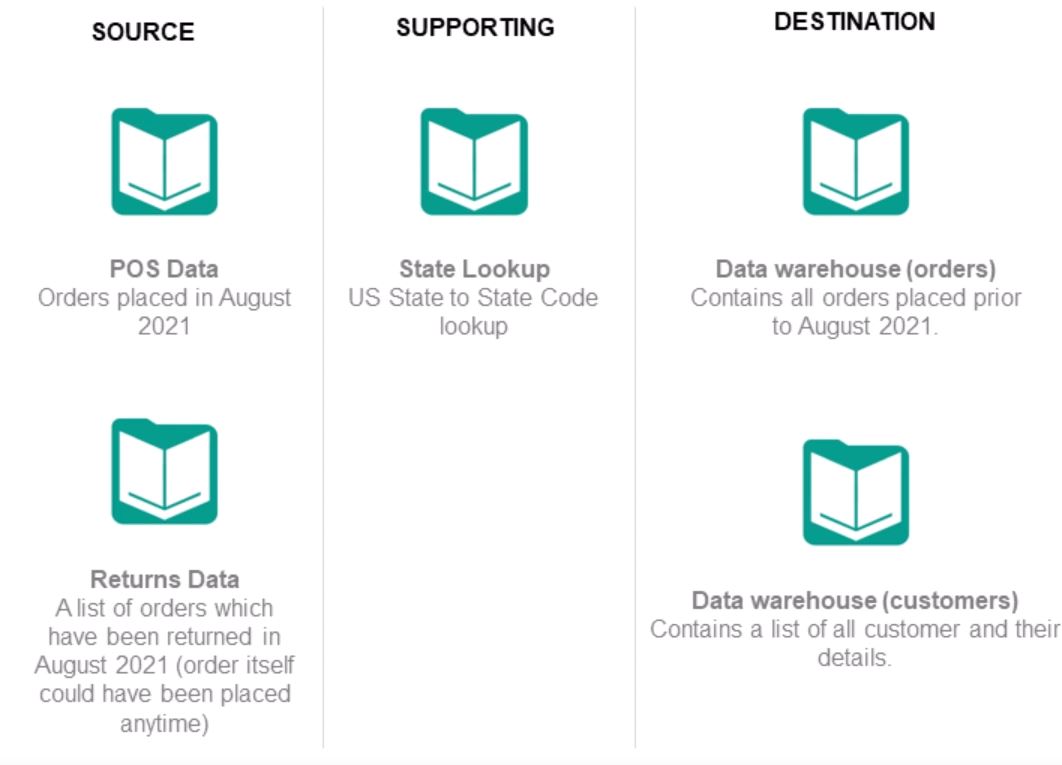 SOURCE
POS Data
Orders placed in August
2021
Returns Data
A list of orders which
have been returned in
August 2021 (order itself
could have been placed
anytime)
SUPPORTING
State Lookup
US State to State Code
lookup
DESTINATION
Data warehouse (orders)
Contains all orders placed prior
to August 2021.
Data warehouse (customers)
Contains a list of all customer and their
details.